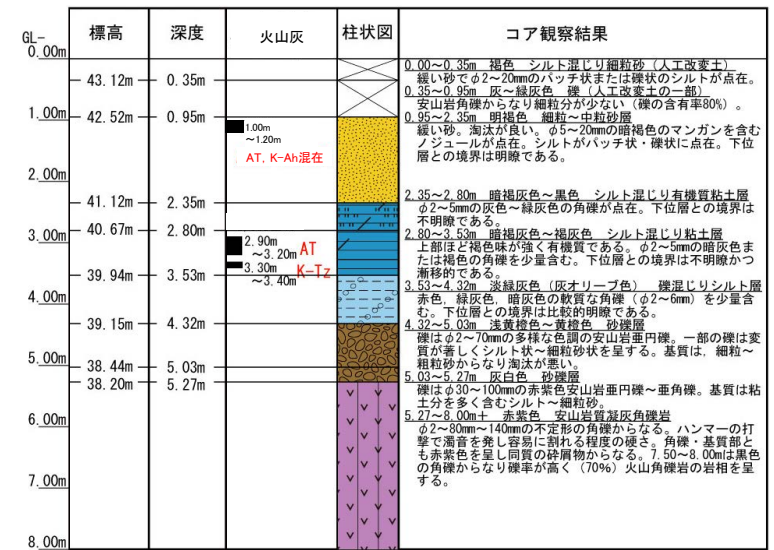 標高 深度 火山灰 柱状図 コア観察結果
GL-
0.00m
1.00m
2.00m
3.00m
4.00m
5.00m
6.00m
7.00m
8.00m
43.12m 0.35m
42.52m 0.95m
41.12m 2.35m
40.67m 2.80m
39.94m 3.53m
39.15m 4.32m
38.44m 5.03m
38.20m 5.27m
1.00m
～1.20m
AT, K-Ah混在
2.90m
～3.20m AT
3.30m K-Tz
～3.40m
0.00～0.35m 褐色 シルト混じり細粒砂（人工改変土）
緩い砂でφ2～20mmのパッチ状または礫状のシルトが点在。
0.35～0.95m 灰～緑灰色 礫（人工改変土の一部）
安山岩角礫からなり細粒分が少ない（礫の含有率80%）。
0.95～2.35m 明褐色 細粒～中粒砂層
緩い砂。淘汰が良い。φ5～20mmの暗褐色のマンガンを含む
ノジュールが点在。シルトがパッチ状・礫状に点在。下位
層との境界は明瞭である。
2.35～2.80m 暗褐灰色～黒色 シルト混じり有機質粘土層
φ2～5mmの灰色～緑灰色の角礫が点在。下位層との境界は
不明瞭である。
2.80～3.53m 暗褐灰色～褐灰色 シルト混じり粘土層
上部ほど褐色味が強く有機質である。φ2～5mmの暗灰色ま
たは褐色の角礫を少量含む。下位層との境界は不明瞭かつ
漸移的である。
3.53～4.32m 淡緑灰色（灰オリーブ色） 礫混じりシルト層
赤色，緑灰色，暗灰色の軟質な角礫（φ2～6mm）を少量含
む。下位層との境界は比較的明瞭である。
4.32～5.03m 浅黄橙色～黄橙色 砂礫層
礫はφ2～70mmの多様な色調の安山岩亜円礫。一部の礫は変
質が著しくシルト状～細粒砂状を呈する。基質は，細粒～
粗粒砂からなり淘汰が悪い。
5.03～5.27m 灰白色 砂礫層
礫はφ30～100mmの赤紫色安山岩亜円礫～亜角礫。基質は粘
土分を多く含むシルト～細粒砂。
5.27～8.00m＋ 赤紫色 安山岩質凝灰角礫岩
φ2～80mm～140mmの不定形の角礫からなる。ハンマーの打
撃で濁音を発し容易に割れる程度の硬さ。角礫・基質部と
も赤紫色を呈し同質の砕屑物からなる。7.50～8.00mは黒色
の角礫からなり礫率が高く（70%）火山角礫岩の岩相を呈
する。